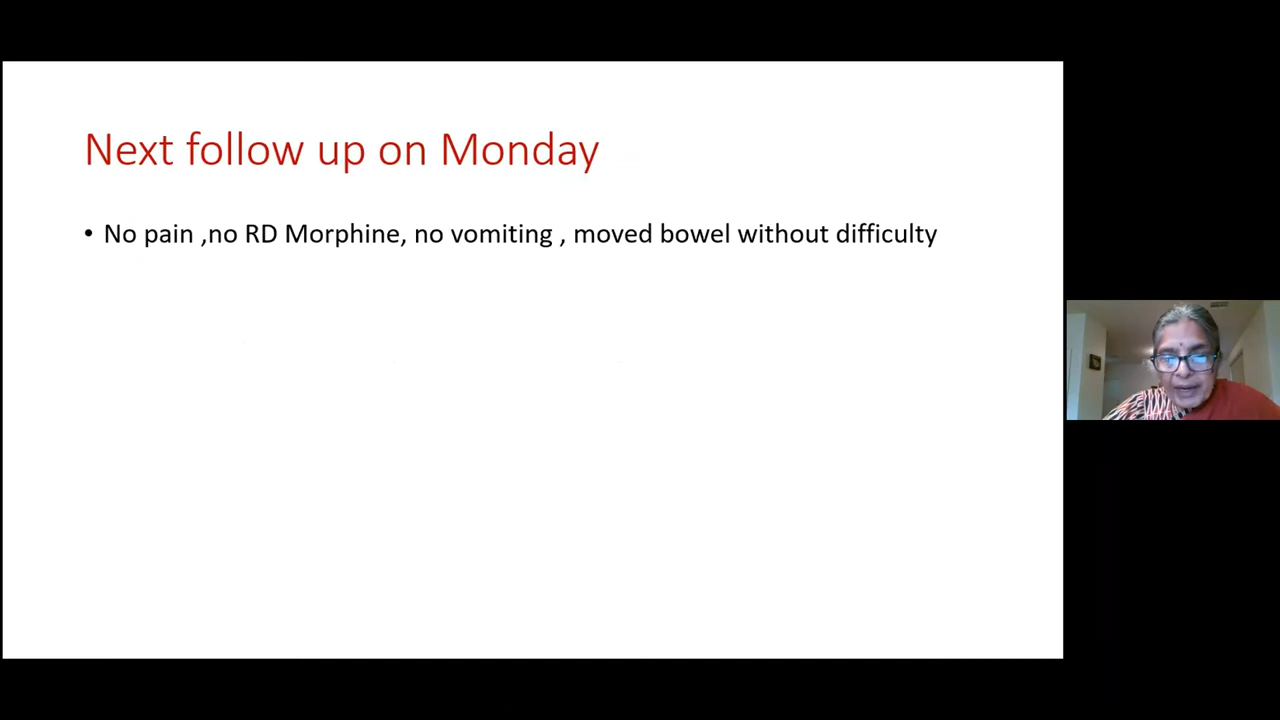 Next follow up on Monday
• No pain ,no RD Morphine, no vomiting , moved bowel without difficulty